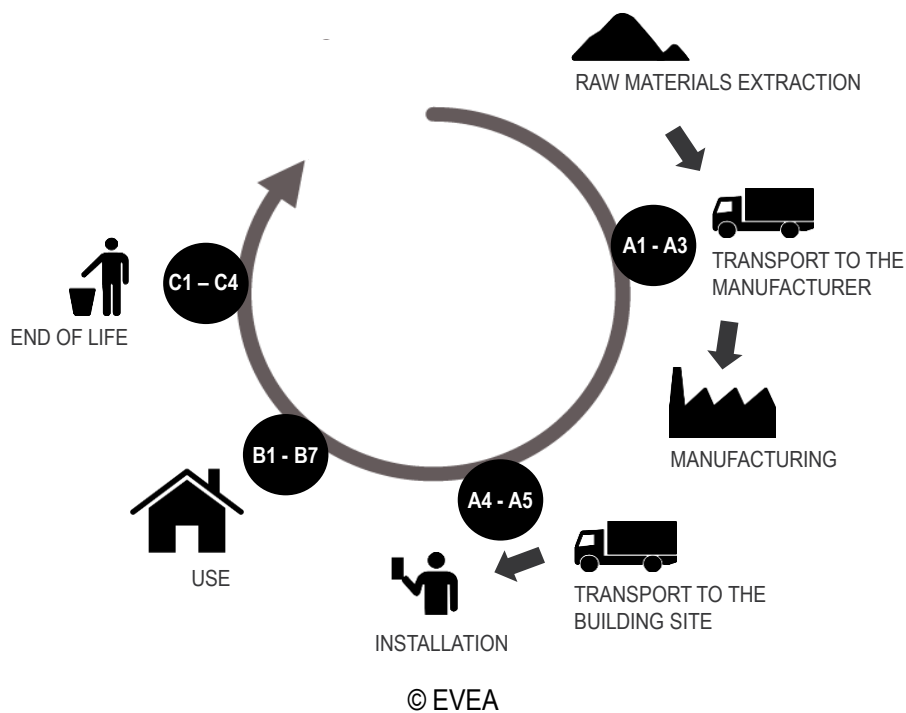 RAW MATERIALS EXTRACTION
A1 - A3
TRANSPORT TO THE
MANUFACTURER
MANUFACTURING
A4 - A5
TRANSPORT TO THE
BUILDING SITE
INSTALLATION
B1 - B7
USE
C1 – C4
END OF LIFE
© EVEA